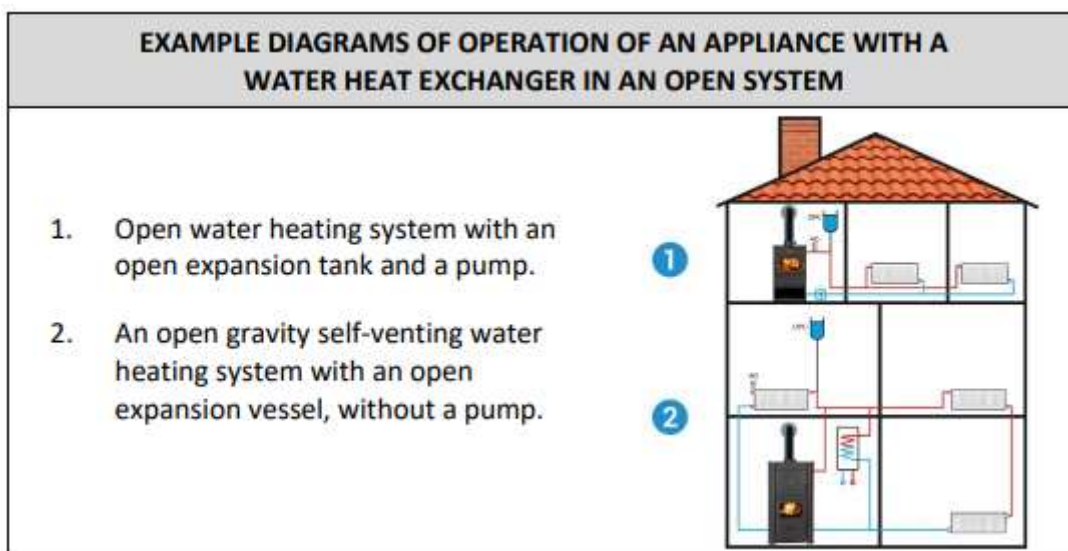 EXAMPLE DIAGRAMS OF OPERATION OF AN APPLIANCE WITH A
WATER HEAT EXCHANGER IN AN OPEN SYSTEM
1. Open water heating system with an
open expansion tank and a pump.
2. An open gravity self-venting water
heating system with an open
expansion vessel, without a pump.
1
2